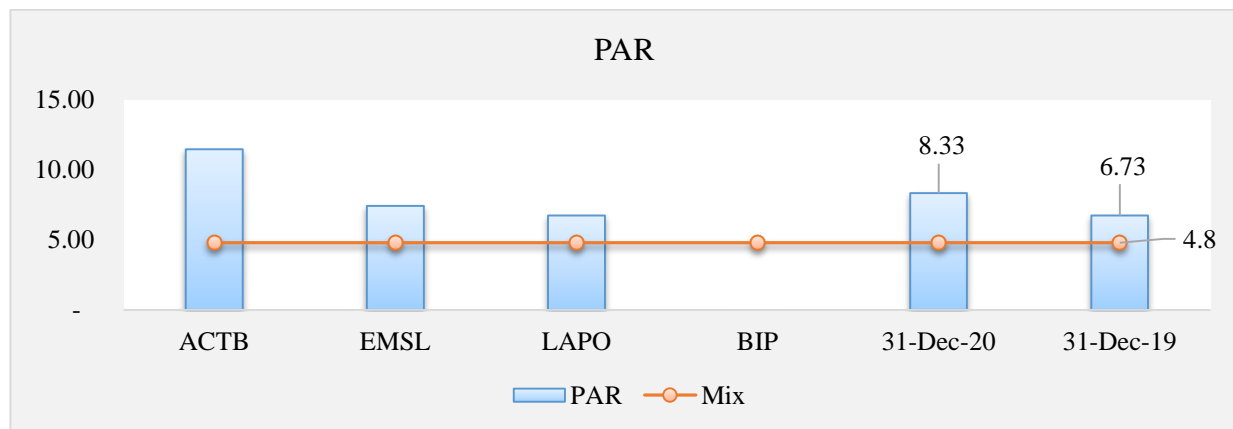 PAR
15.00
10.00
5.00
-
8.33
6.73
4.8
ACTB EMSL LAPO BIP 31-Dec-20 31-Dec-19
PAR Mix